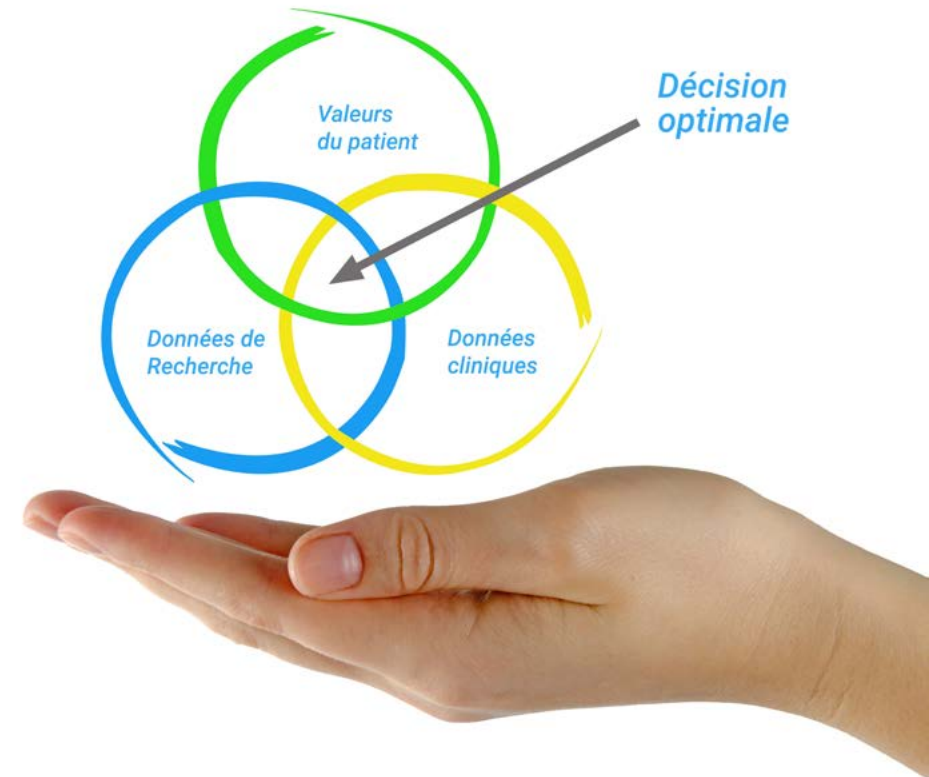 Décision
optimale
Valeurs
du patient
Données de
Recherche
Données
cliniques